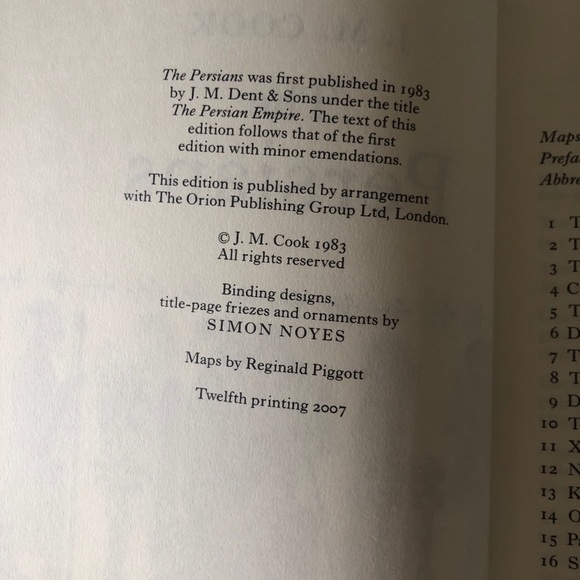 The Persians was first published in 1983
by J. M. Dent & Sons under the title
The Persian Empire. The text of this
edition follows that of the first
edition with minor emendations.
This edition is published by arrangement
with The Orion Publishing Group Ltd, London.
© J. M. Cook 1983
All rights reserved
Binding designs,
title-page friezes and ornaments by
SIMON NOYES
Maps by Reginald Piggott
Twelfth printing 2007
Maps
Prefa
Abbre
1 T
2 T
3 T
4 C
5 T
6 D
7 T
8 T
9 D
10 T
11 X
12 N
13 K
14 O
15 P
16 S